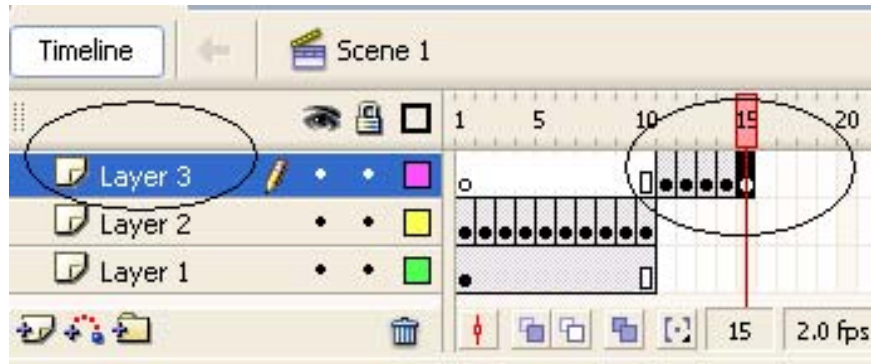 Timeline Scene 1
1 5 10 15 20
Layer 3
Layer 2
Layer 1
15 2.0 fps